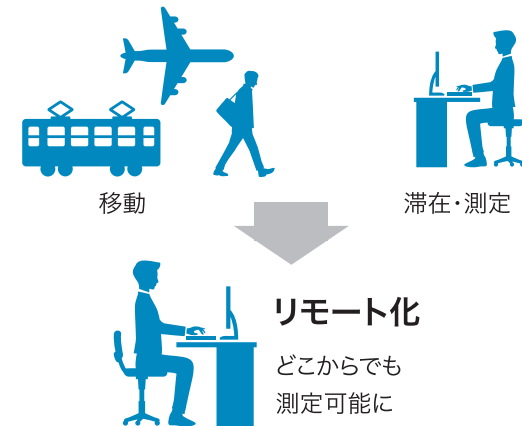 移動
滞在・測定
リモート化
どこからでも
測定可能に